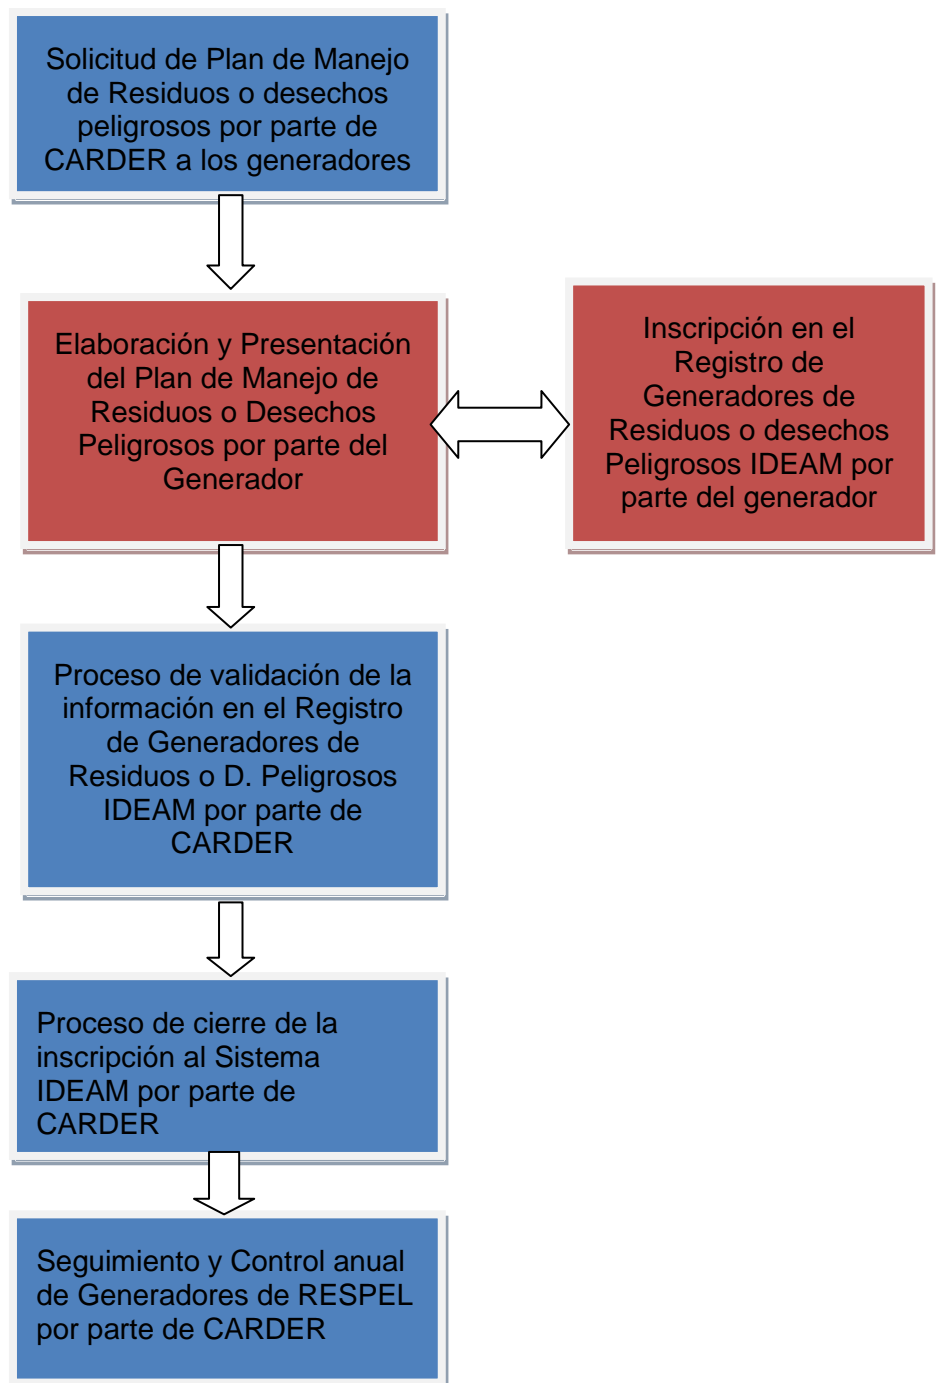 Solicitud de Plan de Manejo
de Residuos o desechos
peligrosos por parte de
CARDER a los generadores
Elaboración y Presentación
del Plan de Manejo de
Residuos o Desechos
Peligrosos por parte del
Generador
Inscripción en el
Registro de
Generadores de
Residuos o desechos
Peligrosos IDEAM por
parte del generador
Proceso de validación de la
información en el Registro
de Generadores de
Residuos o D. Peligrosos
IDEAM por parte de
CARDER
Proceso de cierre de la
inscripción al Sistema
IDEAM por parte de
CARDER
Seguimiento y Control anual
de Generadores de RESPEL
por parte de CARDER